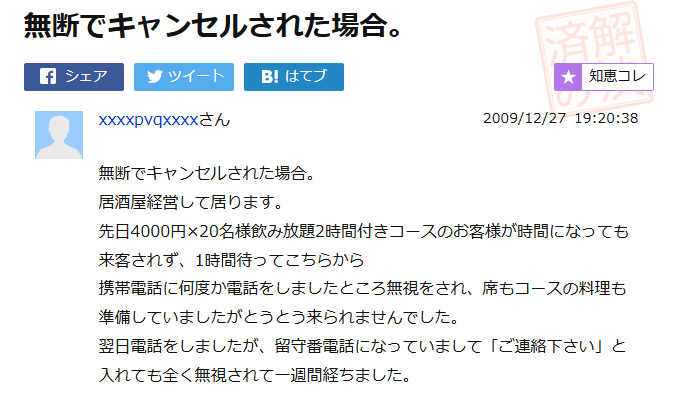 無断でキャンセルされた場合。
解決済み
シェア
ツイート
B! はてブ
知恵コレ
xxxxpvqxxxxさん
2009/12/27 19:20:38
無断でキャンセルされた場合。
居酒屋経営して居ります。
先日4000円×20名様飲み放題2時間付きコースのお客様が時間になっても
来客されず、1時間待ってこちらから
携帯電話に何度か電話をしましたところ無視をされ、席もコースの料理も
準備していましたがとうとう来られませんでした。
翌日電話をしましたが、留守番電話になっていまして「ご連絡下さい」と
入れても全く無視されて一週間経ちました。